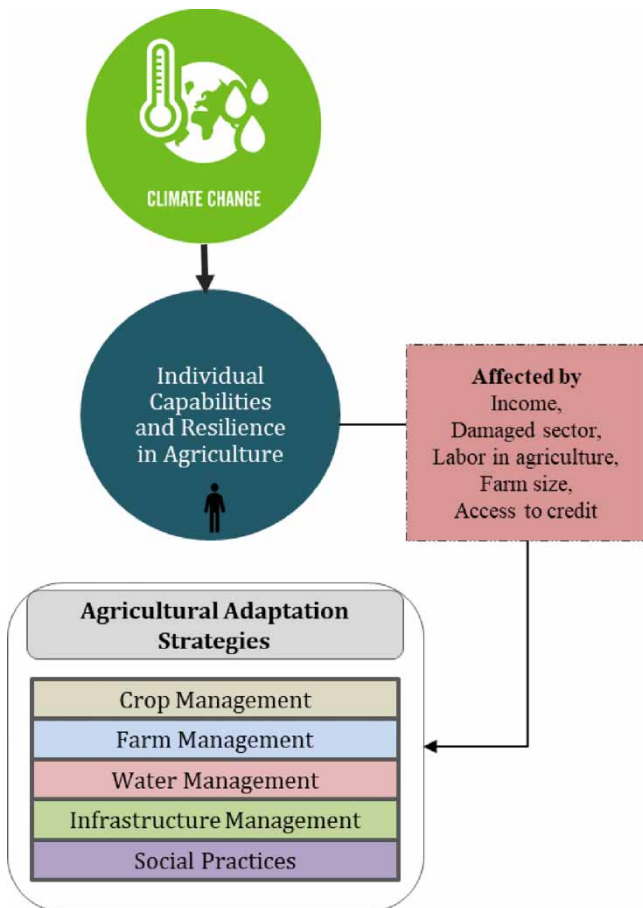 CLIMATE CHANGE
Individual
Capabilities
and Resilience
in Agriculture
Affected by
Income,
Damaged sector,
Labor in agriculture,
Farm size,
Access to credit
Agricultural Adaptation
Strategies
Crop Management
Farm Management
Water Management
Infrastructure Management
Social Practices